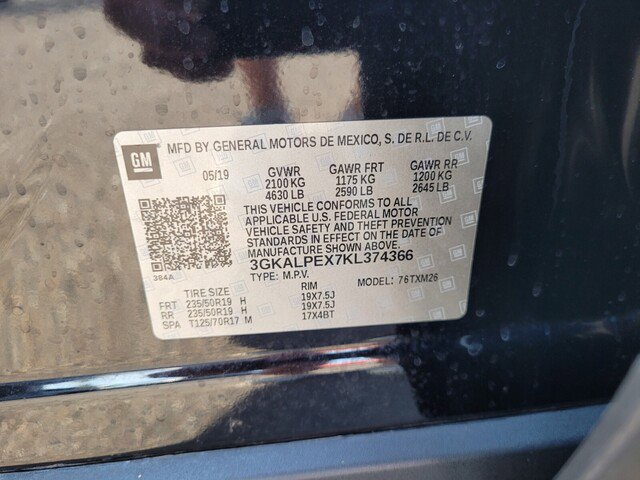 GM
MFD BY GENERAL MOTORS DE MEXICO, S. DE R.L. DE C.V.
05/19 GVWR GAWR FRT GAWR RR
2100 KG 1175 KG 1200 KG
4630 LB 2590 LB 2645 LB
THIS VEHICLE CONFORMS TO ALL
APPLICABLE U.S. FEDERAL MOTOR
VEHICLE SAFETY AND THEFT PREVENTION
STANDARDS IN EFFECT ON THE DATE OF
MANUFACTURE SHOWN ABOVE.
3GKALPEX7KL374366
384A TYPE: M.P.V. MODEL: 76TXM26
TIRE SIZE RIM
FRT 235/50R19 H 19X7.5J
RR 235/50R19 H 19X7.5J
SPA T125/70R17 M 17X4BT